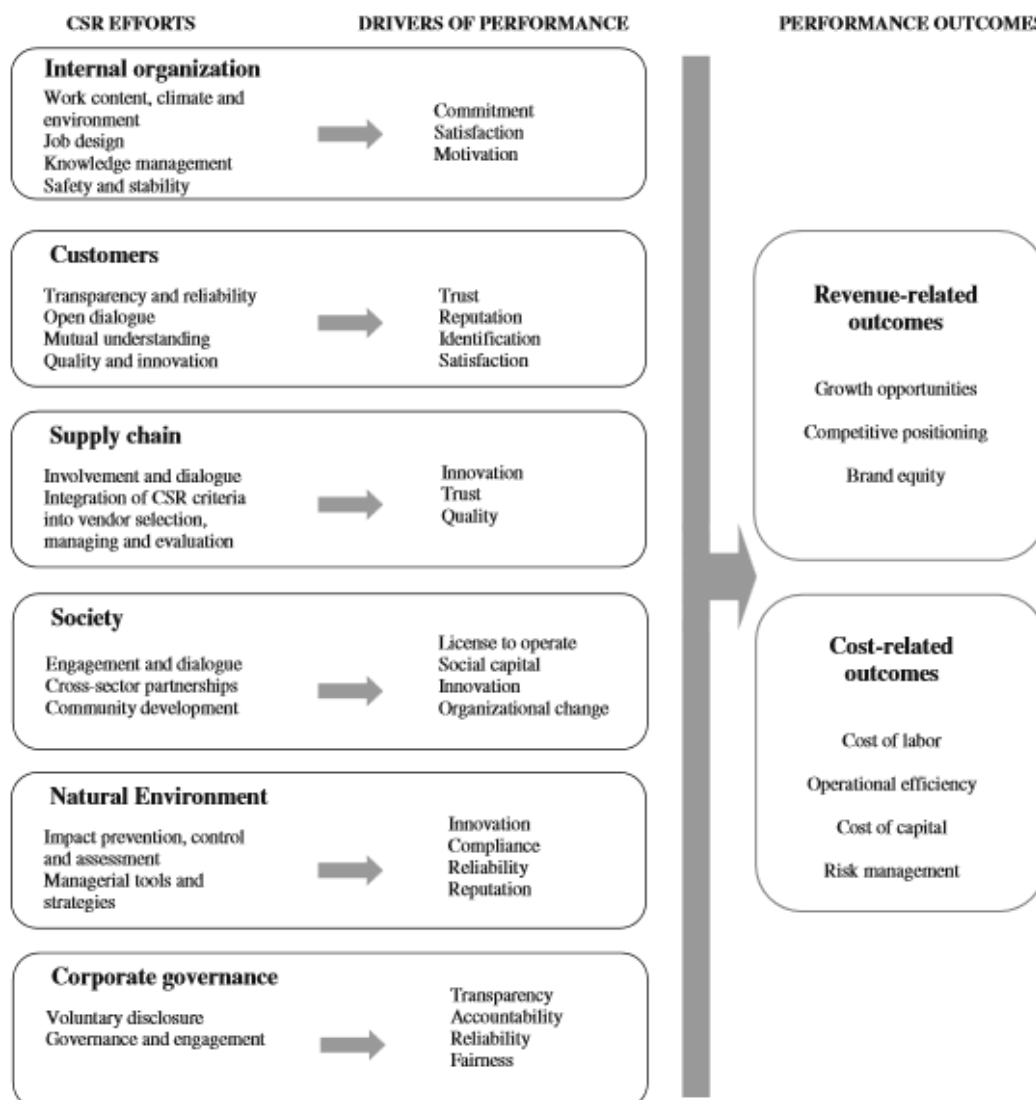 CSR EFFORTS
DRIVERS OF PERFORMANCE
PERFORMANCE OUTCOMES
Internal organization
Work content, climate and
environment
Job design
Knowledge management
Safety and stability
Commitment
Satisfaction
Motivation
Customers
Transparency and reliability
Open dialogue
Mutual understanding
Quality and innovation
Trust
Reputation
Identification
Satisfaction
Supply chain
Involvement and dialogue
Integration of CSR criteria
into vendor selection,
managing and evaluation
Innovation
Trust
Quality
Society
Engagement and dialogue
Cross-sector partnerships
Community development
License to operate
Social capital
Innovation
Organizational change
Natural Environment
Impact prevention, control
and assessment
Managerial tools and
strategies
Innovation
Compliance
Reliability
Reputation
Corporate governance
Voluntary disclosure
Governance and engagement
Transparency
Accountability
Reliability
Fairness
Revenue-related
outcomes
Growth opportunities
Competitive positioning
Brand equity
Cost-related
outcomes
Cost of labor
Operational efficiency
Cost of capital
Risk management